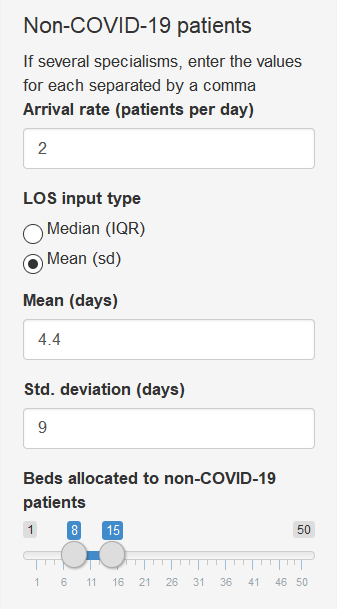 Non-COVID-19 patients
If several specialisms, enter the values
for each separated by a comma
Arrival rate (patients per day)
2
LOS input type
Median (IQR)
Mean (sd)
Mean (days)
4.4
Std. deviation (days)
9
Beds allocated to non-COVID-19
patients
1 8 15 50
1 6 11 16 21 26 31 36 41 46 50